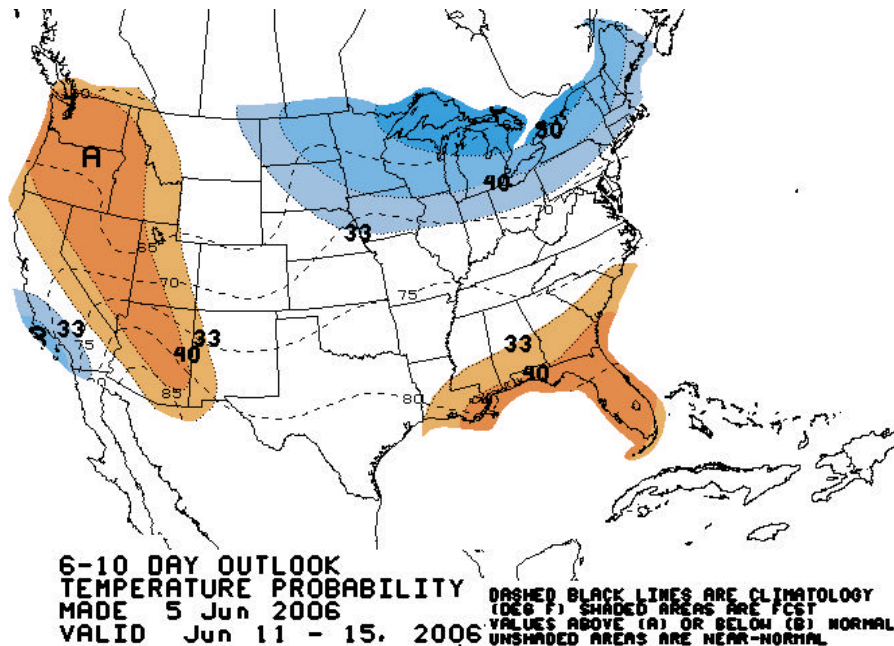 A
50
40
33
65
70
75
33
75
33
40
85
80
33
40
6-10 DAY OUTLOOK
TEMPERATURE PROBABILITY
MADE 5 Jun 2006
VALID Jun 11 - 15, 2006
DASHED BLACK LINES ARE CLIMATOLOGY
(DEG F) SHADED AREAS ARE FCST
VALUES ABOVE (A) OR BELOW (B) NORMAL
UNSHADED AREAS ARE NEAR-NORMAL